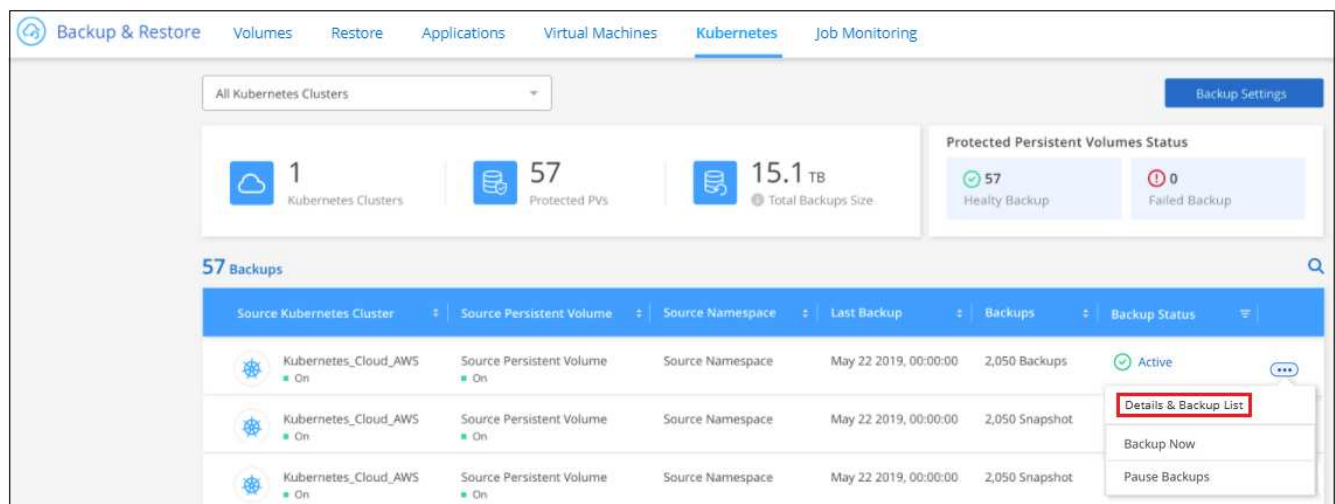 Backup & Restore Volumes Restore Applications Virtual Machines Kubernetes Job Monitoring
All Kubernetes Clusters Backup Settings
Protected Persistent Volumes Status
1 57 15.1 TB 57 0
Kubernetes Clusters Protected PVs Total Backups Size Healty Backup Failed Backup
57 Backups
Source Kubernetes Cluster Source Persistent Volume Source Namespace Last Backup Backups Backup Status
Kubernetes_Cloud_AWS Source Persistent Volume Source Namespace May 22 2019, 00:00:00 2,050 Backups Active
On On
Details & Backup List
Kubernetes_Cloud_AWS Source Persistent Volume Source Namespace May 22 2019, 00:00:00 2,050 Snapshot
On On
Backup Now
Kubernetes_Cloud_AWS Source Persistent Volume Source Namespace May 22 2019, 00:00:00 2,050 Snapshot Pause Backups
On On